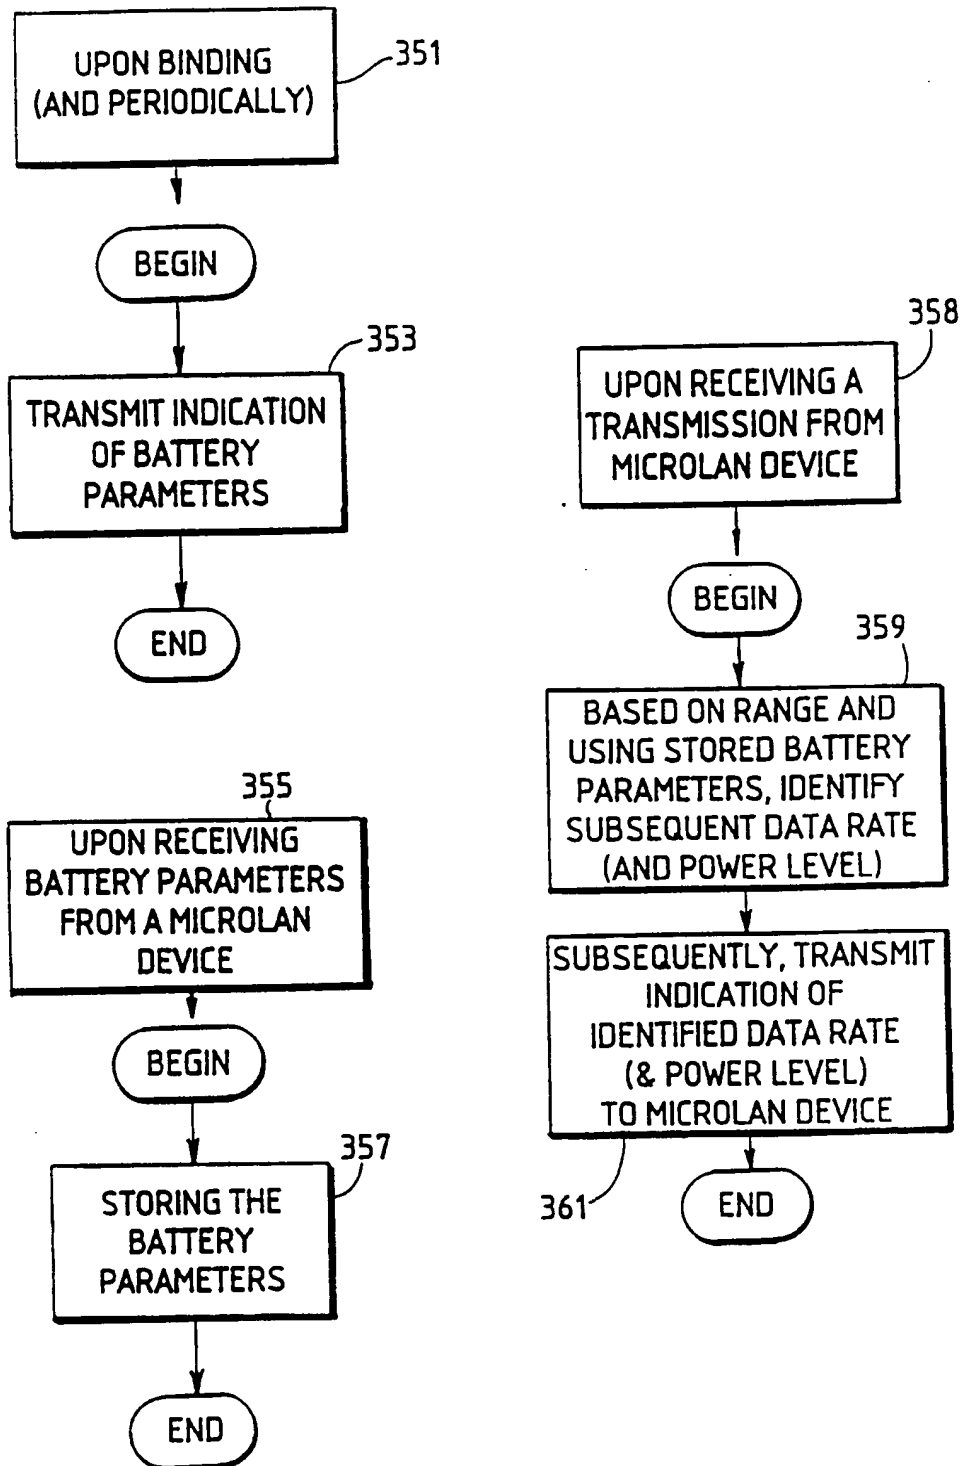 UPON BINDING
(AND PERIODICALLY)
351
BEGIN
353
TRANSMIT INDICATION
OF BATTERY
PARAMETERS
END
355
UPON RECEIVING
BATTERY PARAMETERS
FROM A MICROLAN
DEVICE
BEGIN
357
STORING THE
BATTERY
PARAMETERS
END
358
UPON RECEIVING A
TRANSMISSION FROM
MICROLAN DEVICE
BEGIN
359
BASED ON RANGE AND
USING STORED BATTERY
PARAMETERS, IDENTIFY
SUBSEQUENT DATA RATE
(AND POWER LEVEL)
SUBSEQUENTLY, TRANSMIT
INDICATION OF
IDENTIFIED DATA RATE
(& POWER LEVEL)
TO MICROLAN DEVICE
361
END